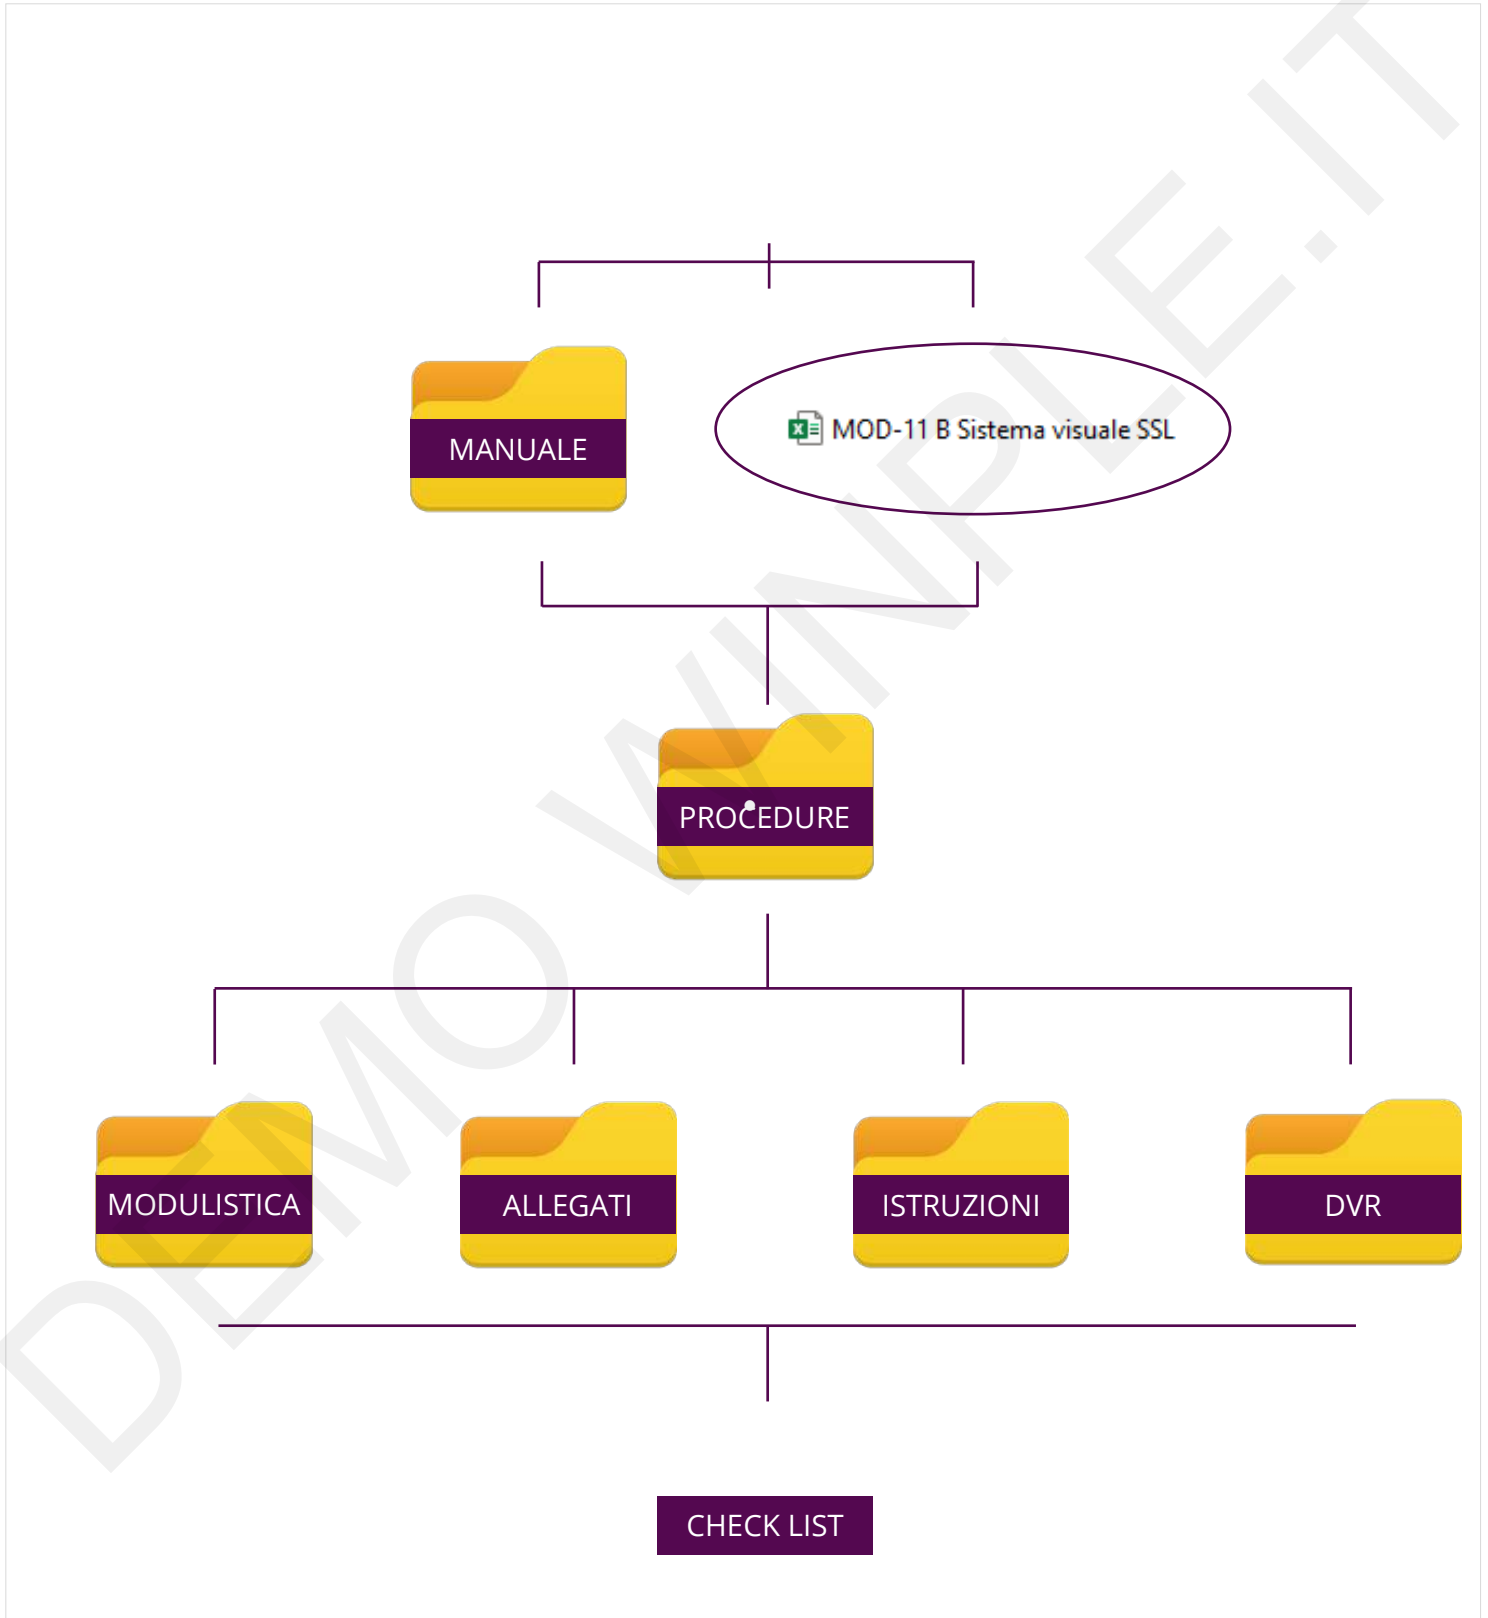 MANUALE
MOD-11 B Sistema visuale SSL
PROCEDURE
MODULISTICA
ALLEGATI
ISTRUZIONI
DVR
CHECK LIST
DEMO WINPLE.IT